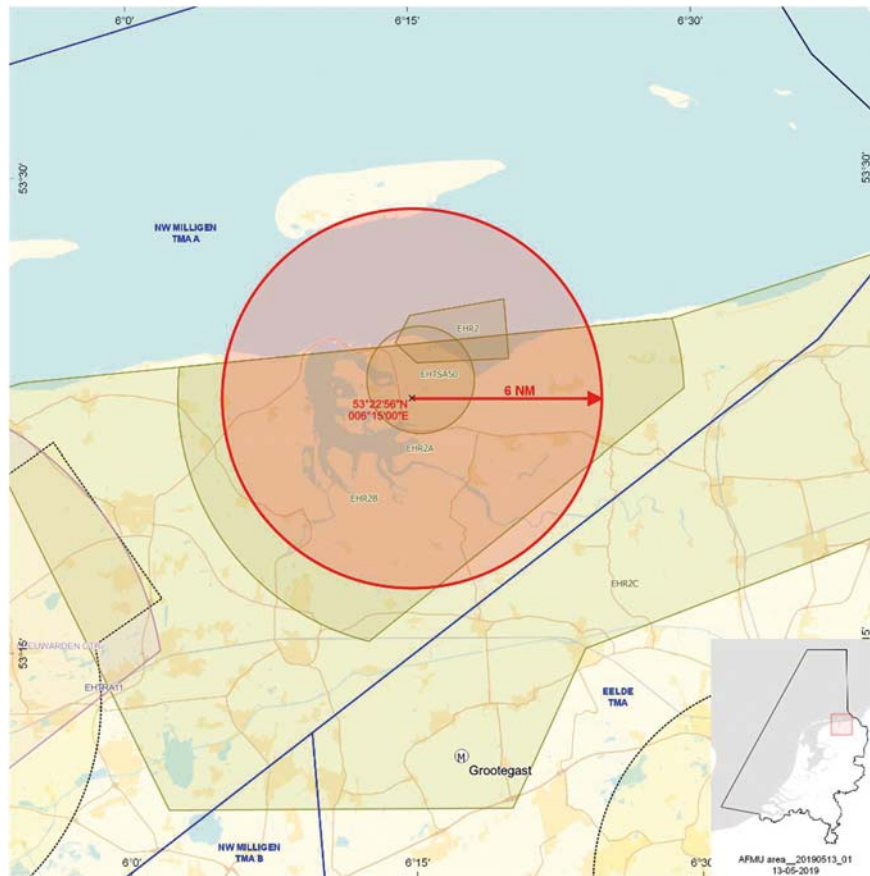 6°0'
6°15'
6°30'
53°30'
53°30'
NW MILLIGEN
TMA A
EHR2
EHTSA50
6 NM
53°22'56"N
006°15'00"E
EHR2A
EHR2B
EHR2C
53°15'
EHTRA11
EELDE
TMA
M
Grootegast
NW MILLIGEN
TMA B
6°0'
6°15'
AFMU area__20190513_01
13-05-2019